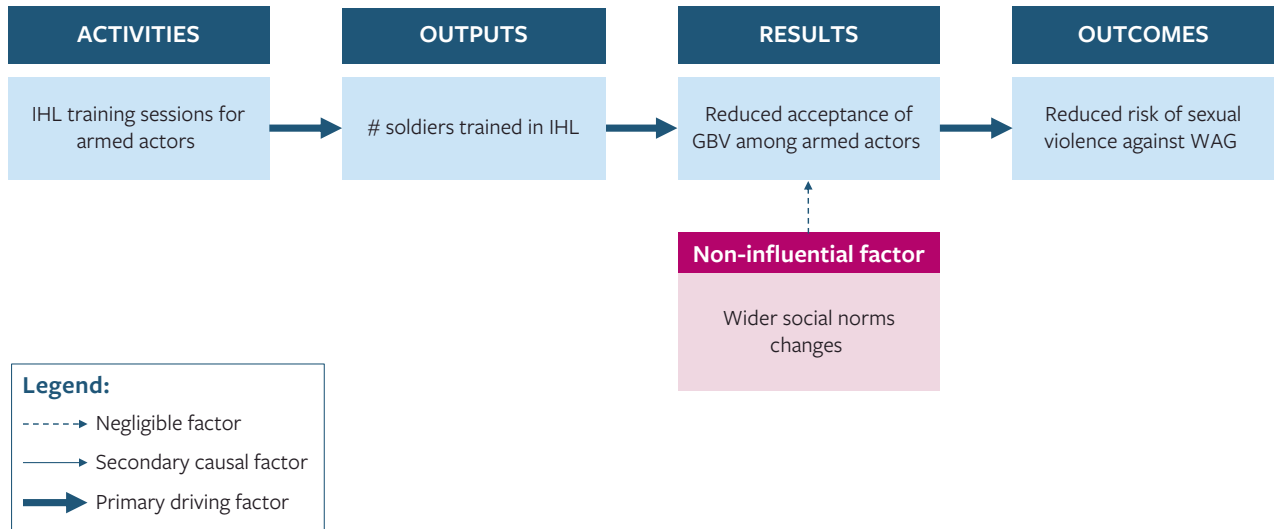 ACTIVITIES
IHL training sessions for
armed actors
OUTPUTS
# soldiers trained in IHL
RESULTS
Reduced acceptance of
GBV among armed actors
OUTCOMES
Reduced risk of sexual
violence against WAG
Non-influential factor
Wider social norms
changes
Legend:
Negligible factor
Secondary causal factor
Primary driving factor